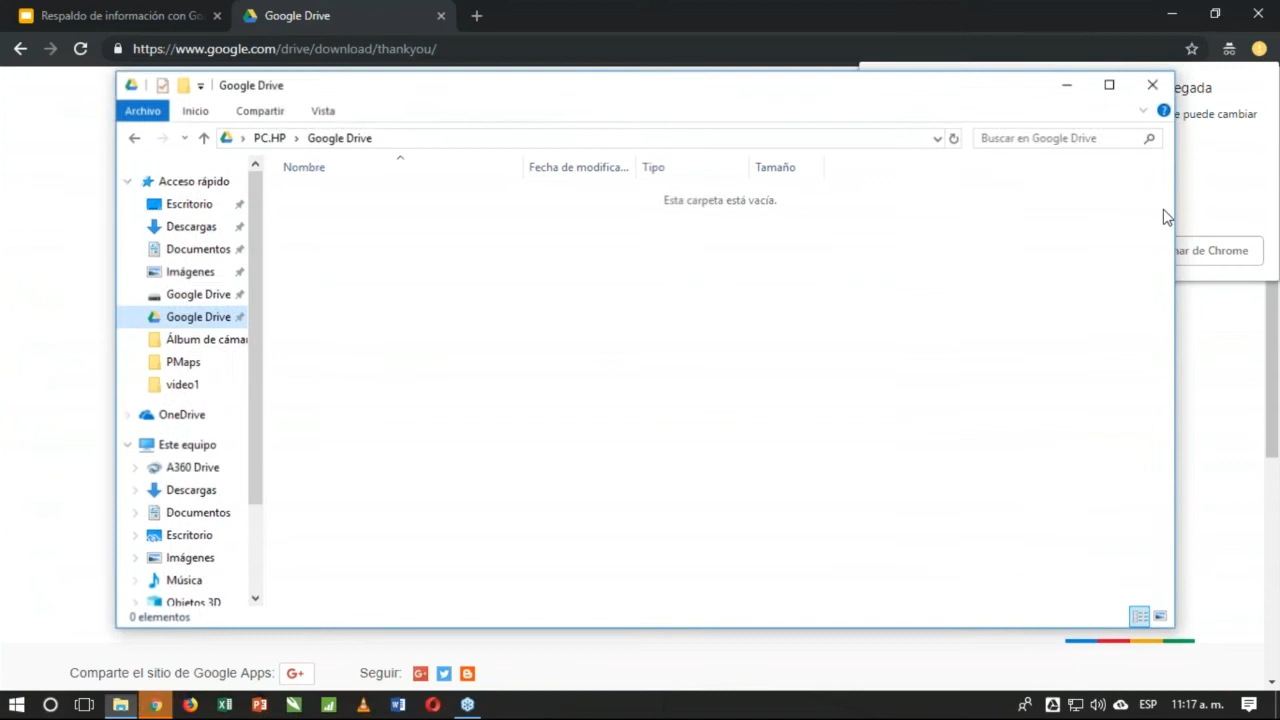 Respaldo de información con Go
Google Drive
https://www.google.com/drive/download/thankyou/
Google Drive
egada
Archivo Inicio Compartir Vista
e puede cambiar
PC.HP > Google Drive
Buscar en Google Drive
Nombre Fecha de modifica... Tipo Tamaño
Acceso rápido
Esta carpeta está vacía.
Escritorio
Descargas
Documentos
nar de Chrome
Imágenes
Google Drive
Google Drive
Álbum de cámar
PMaps
video1
OneDrive
Este equipo
A360 Drive
Descargas
Documentos
Escritorio
Imágenes
Música
Objetos 3D
0 elementos
Comparte el sitio de Google Apps: G+ Seguir: G+
ESP 11:17 a. m.